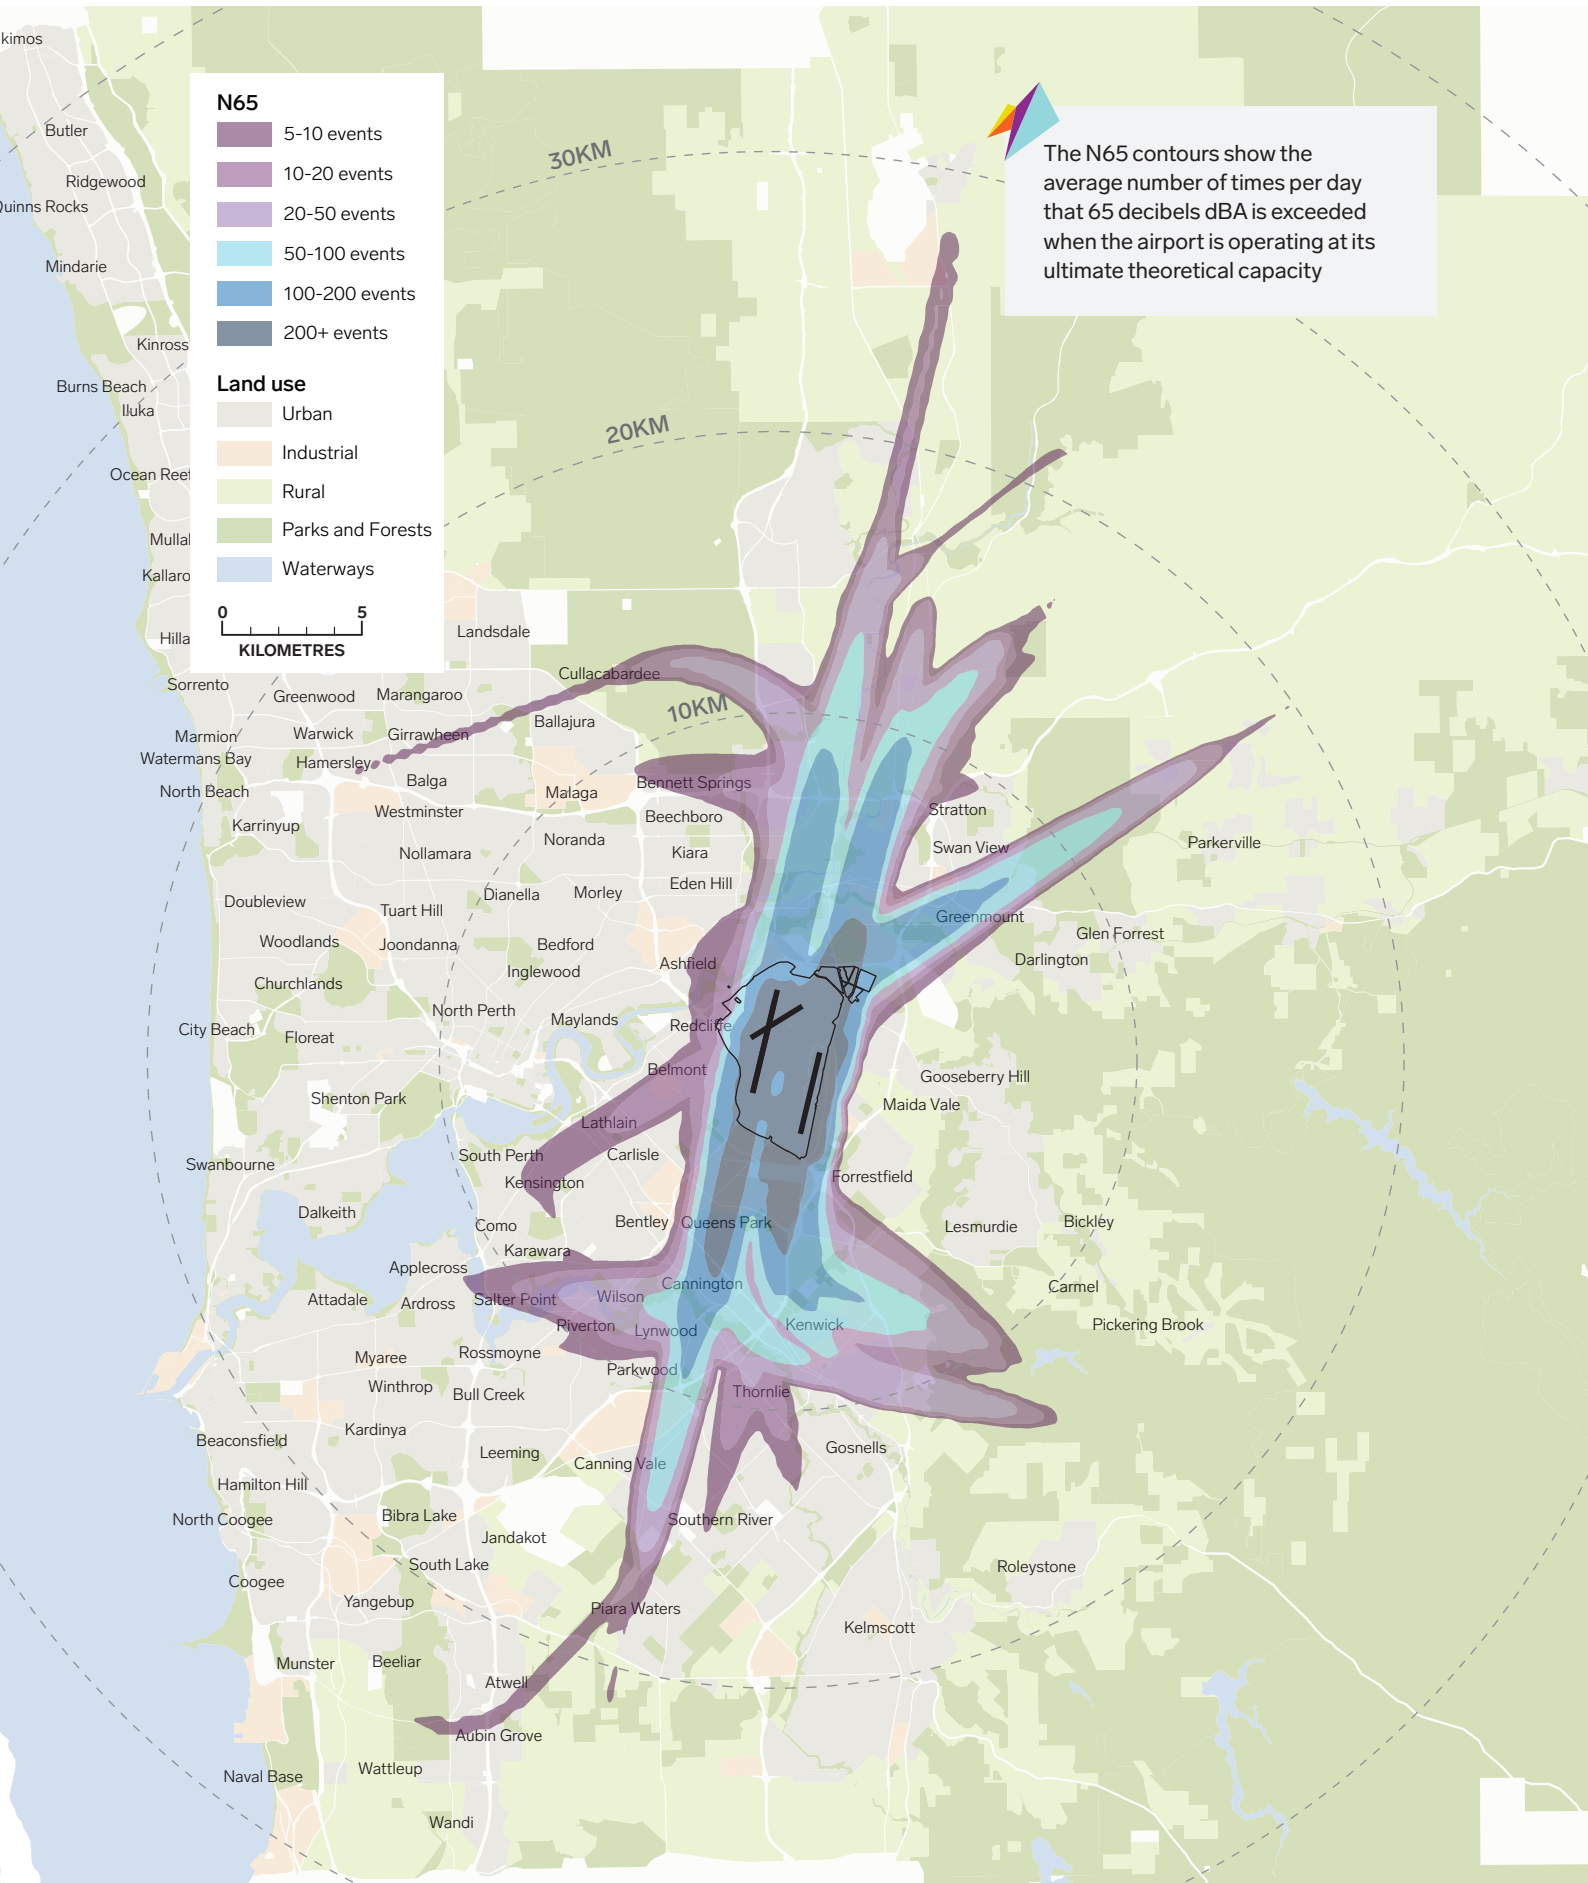 N65
5-10 events
10-20 events
20-50 events
50-100 events
100-200 events
200+ events
Land use
Urban
Industrial
Rural
Parks and Forests
Waterways
0 5
KILOMETRES
The N65 contours show the
average number of times per day
that 65 decibels dBA is exceeded
when the airport is operating at its
ultimate theoretical capacity
30KM
20KM
10KM
kimos
Butler
Ridgewood
Quinns Rocks
Mindarie
Kinross
Burns Beach
Iluka
Ocean Reef
Mullal
Kallaro
Hilla
Landsdale
Sorrento
Greenwood
Marangaroo
Cullacabardee
Ballajura
Marmion
Warwick
Girrawheen
Watermans Bay
Hamersley
North Beach
Balga
Malaga
Bennett Springs
Westminster
Beechboro
Stratton
Karrinyup
Nollamara
Noranda
Kiara
Swan View
Parkerville
Eden Hill
Doubleview
Tuart Hill
Dianella
Morley
Greenmount
Glen Forrest
Woodlands
Joondanna
Bedford
Ashfield
Inglewood
Darlington
Churchlands
North Perth
Maylands
Redcliffe
City Beach
Floreat
Belmont
Gooseberry Hill
Shenton Park
Maida Vale
Lathlain
South Perth
Carlisle
Swanbourne
Kensington
Forrestfield
Dalkeith
Como
Bentley
Queens Park
Lesmurdie
Bickley
Karawara
Applecross
Cannington
Carmel
Attadale
Ardross
Salter Point
Wilson
Riverton
Lynwood
Kenwick
Pickering Brook
Myaree
Rossmoyne
Parkwood
Winthrop
Bull Creek
Thornlie
Kardinya
Beaconsfield
Leeming
Canning Vale
Gosnells
Hamilton Hill
North Coogee
Bibra Lake
Jandakot
Southern River
South Lake
Roleystone
Coogee
Yangebup
Piara Waters
Kelmscott
Munster
Beeliar
Atwell
Aubin Grove
Wattleup
Naval Base
Wandi